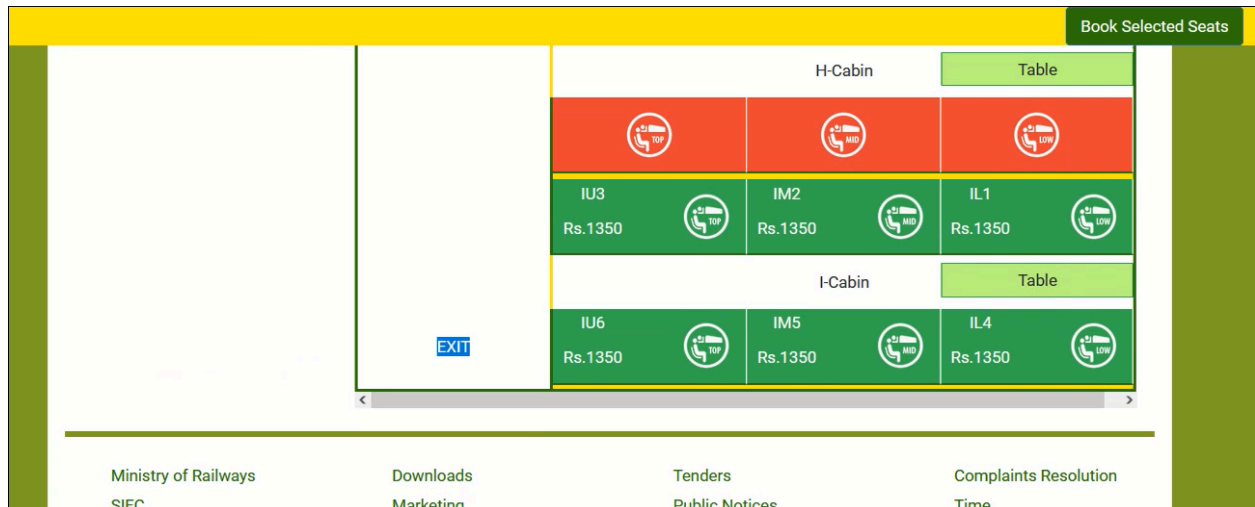 Book Selected Seats
H-Cabin Table
TOP MID LOW
IU3 IM2 IL1
TOP MID LOW
Rs.1350 Rs.1350 Rs.1350
I-Cabin Table
IU6 IM5 IL4
TOP MID LOW
EXIT Rs.1350 Rs.1350 Rs.1350
Ministry of Railways Downloads Tenders Complaints Resolution
Marketing Public Notices Time